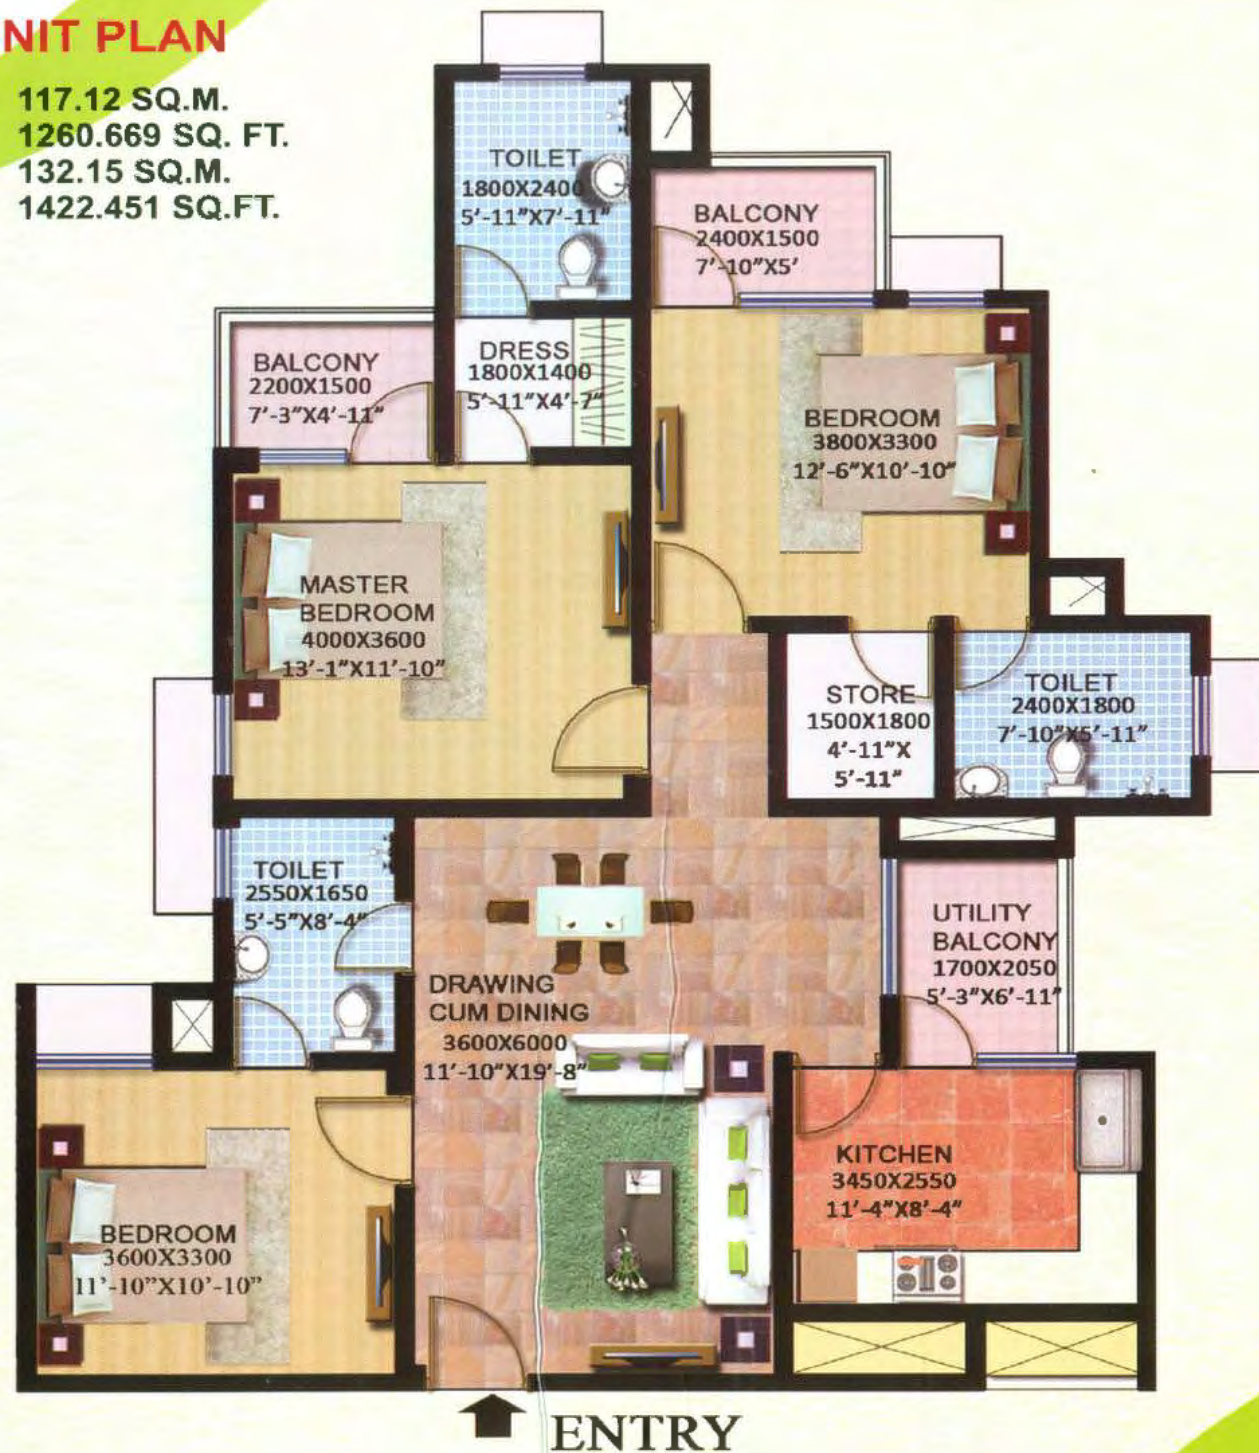 NIT PLAN
117.12 SQ.M.
1260.669 SQ. FT.
132.15 SQ.M.
1422.451 SQ.FT.
TOILET
1800X2400
5'-11"X7'-11"
BALCONY
2400X1500
7'-10"X5'
BALCONY
2200X1500
7'-3"X4'-11"
DRESS
1800X1400
5'-11"X4'-7"
BEDROOM
3800X3300
12'-6"X10'-10"
MASTER
BEDROOM
4000X3600
13'-1"X11'-10"
STORE
1500X1800
4'-11"X
5'-11"
TOILET
2400X1800
7'-10"X5'-11"
TOILET
2550X1650
5'-5"X8'-4"
UTILITY
BALCONY
1700X2050
5'-3"X6'-11"
DRAWING
CUM DINING
3600X6000
11'-10"X19'-8"
KITCHEN
3450X2550
11'-4"X8'-4"
BEDROOM
3600X3300
11'-10"X10'-10"
ENTRY